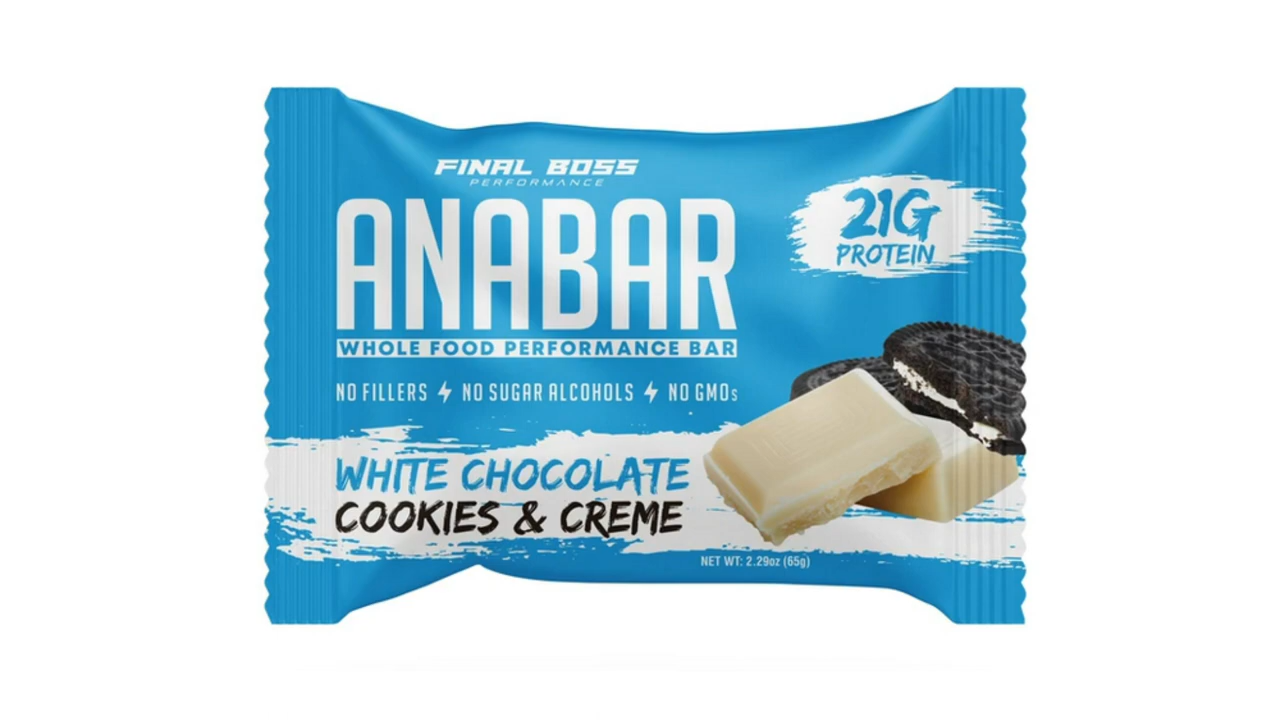 FINAL BOSS
PERFORMANCE
ANABAR
WHOLE FOOD PERFORMANCE BAR
NO FILLERS NO SUGAR ALCOHOLS NO GMOs
21G
PROTEIN
WHITE CHOCOLATE
COOKIES & CREME
NET WT: 2.29oz (65g)